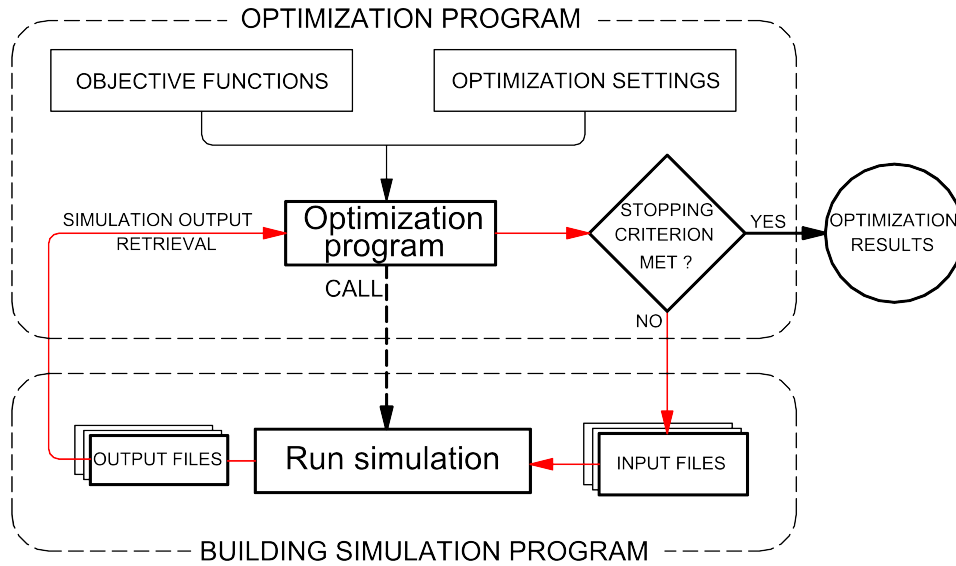 OPTIMIZATION PROGRAM
OBJECTIVE FUNCTIONS
OPTIMIZATION SETTINGS
SIMULATION OUTPUT
RETRIEVAL
Optimization
program
STOPPING
CRITERION
MET ?
YES
OPTIMIZATION
RESULTS
CALL
NO
OUTPUT FILES
Run simulation
INPUT FILES
BUILDING SIMULATION PROGRAM